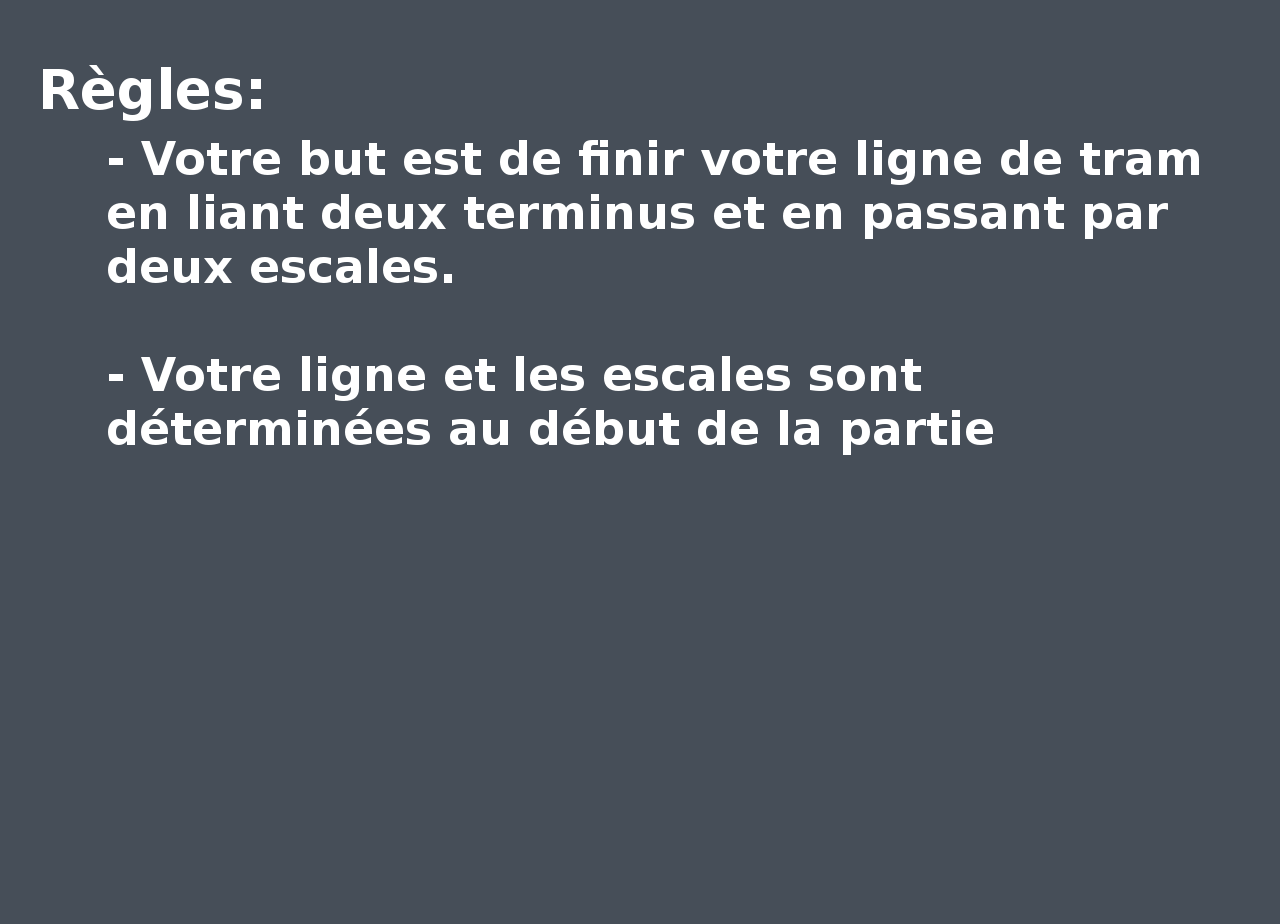 Règles:
- Votre but est de finir votre ligne de tram
en liant deux terminus et en passant par
deux escales.
- Votre ligne et les escales sont
déterminées au début de la partie